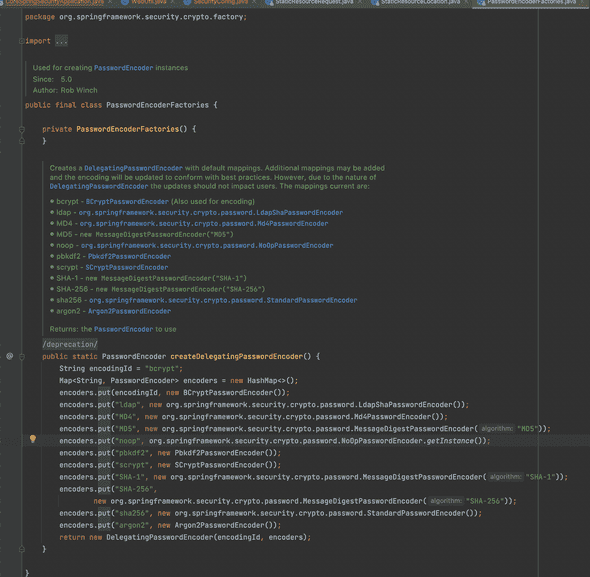 ConsSpringSecurityApplication.java WebUtils.java SecurityConfig.java StaticResourceRequest.java StaticResourceLocation.java PasswordEncoderFactories.java
package org.springframework.security.crypto.factory;
import ...
Used for creating PasswordEncoder instances
Since: 5.0
Author: Rob Winch
public final class PasswordEncoderFactories {
private PasswordEncoderFactories() {
}
Creates a DelegatingPasswordEncoder with default mappings. Additional mappings may be added
and the encoding will be updated to conform with best practices. However, due to the nature of
DelegatingPasswordEncoder the updates should not impact users. The mappings current are:
• bcrypt - BCryptPasswordEncoder (Also used for encoding)
• ldap - org.springframework.security.crypto.password.LdapShaPasswordEncoder
• MD4 - org.springframework.security.crypto.password.Md4PasswordEncoder
• MD5 - new MessageDigestPasswordEncoder("MD5")
• noop - org.springframework.security.crypto.password.NoOpPasswordEncoder
• pbkdf2 - Pbkdf2PasswordEncoder
• scrypt - SCryptPasswordEncoder
• SHA-1 - new MessageDigestPasswordEncoder("SHA-1")
• SHA-256 - new MessageDigestPasswordEncoder("SHA-256")
• sha256 - org.springframework.security.crypto.password.StandardPasswordEncoder
• argon2 - Argon2PasswordEncoder
Returns: the PasswordEncoder to use
/deprecation/
@ public static PasswordEncoder createDelegatingPasswordEncoder() {
String encodingId = "bcrypt";
Map<String, PasswordEncoder> encoders = new HashMap<>();
encoders.put(encodingId, new BCryptPasswordEncoder());
encoders.put("ldap", new org.springframework.security.crypto.password.LdapShaPasswordEncoder());
encoders.put("MD4", new org.springframework.security.crypto.password.Md4PasswordEncoder());
encoders.put("MD5", new org.springframework.security.crypto.password.MessageDigestPasswordEncoder( algorithm: "MD5"));
encoders.put("noop", org.springframework.security.crypto.password.NoOpPasswordEncoder.getInstance());
encoders.put("pbkdf2", new Pbkdf2PasswordEncoder());
encoders.put("scrypt", new SCryptPasswordEncoder());
encoders.put("SHA-1", new org.springframework.security.crypto.password.MessageDigestPasswordEncoder( algorithm: "SHA-1"));
encoders.put("SHA-256",
new org.springframework.security.crypto.password.MessageDigestPasswordEncoder( algorithm: "SHA-256"));
encoders.put("sha256", new org.springframework.security.crypto.password.StandardPasswordEncoder());
encoders.put("argon2", new Argon2PasswordEncoder());
return new DelegatingPasswordEncoder(encodingId, encoders);
}
}